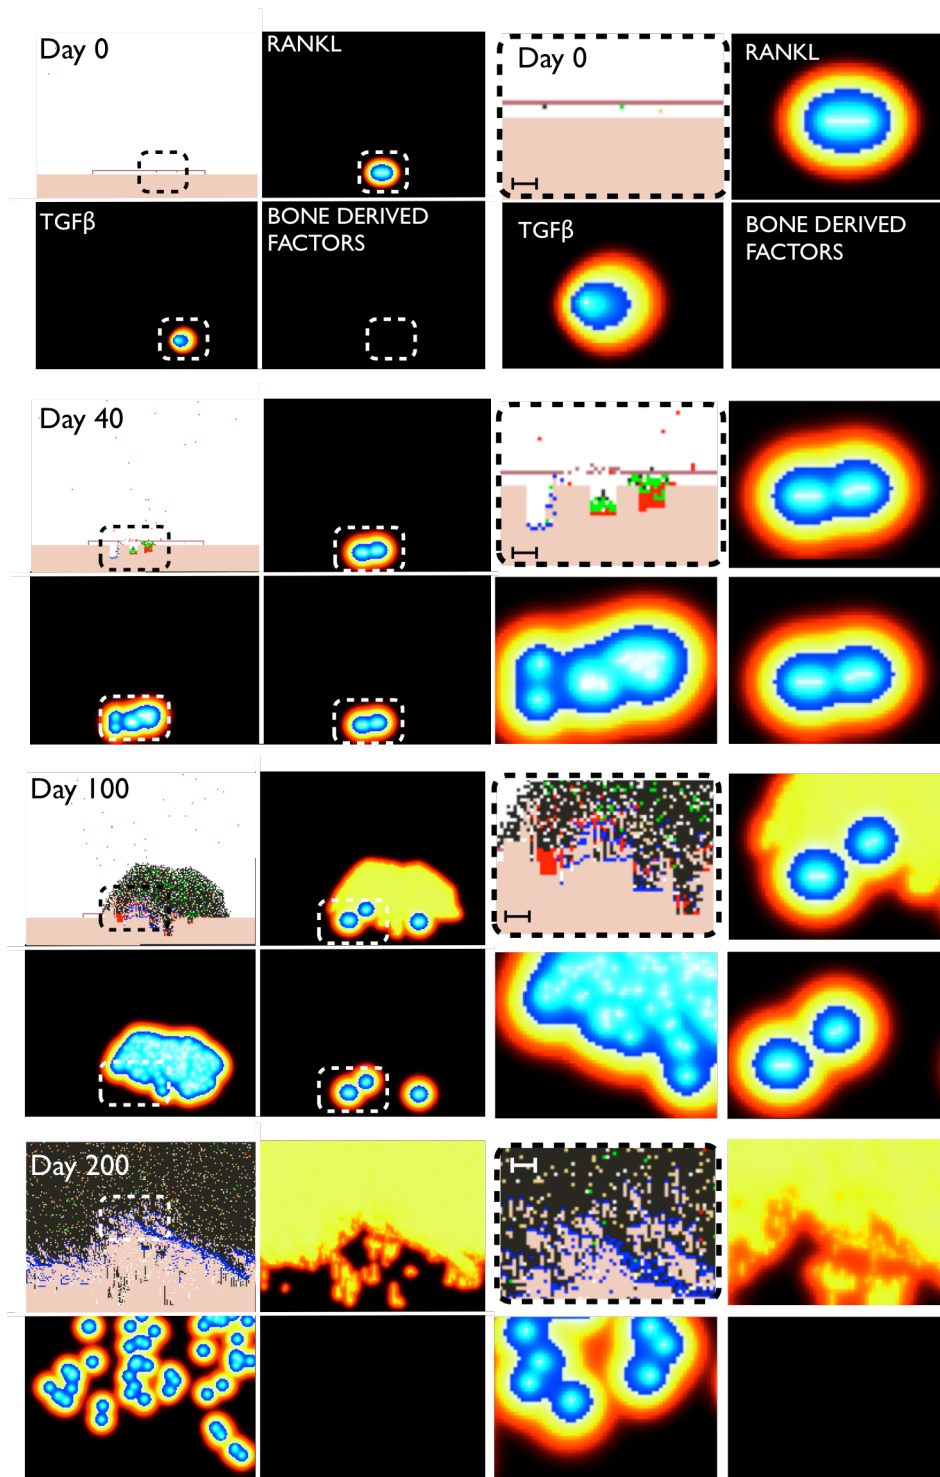 Day 0
RANKL
Day 0
RANKL
TGFβ
BONE DERIVED
FACTORS
TGFβ
BONE DERIVED
FACTORS
Day 40
Day 100
Day 200